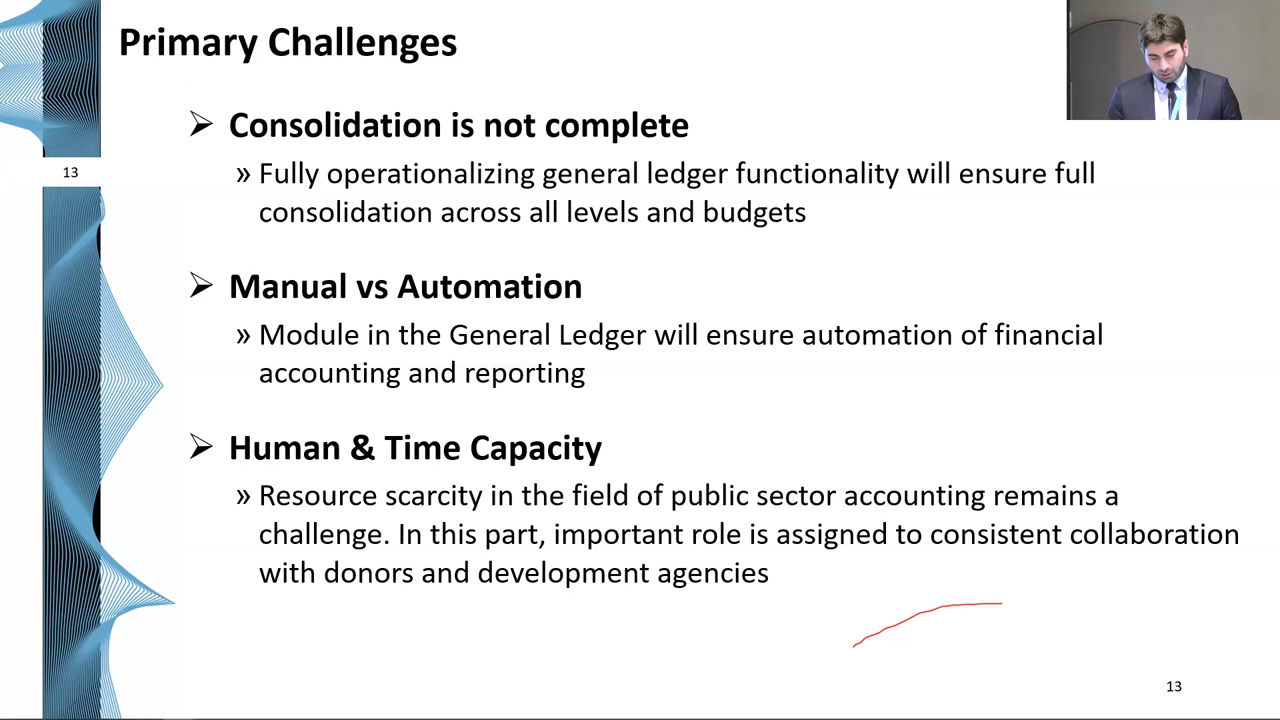 Primary Challenges
➢ Consolidation is not complete
» Fully operationalizing general ledger functionality will ensure full
consolidation across all levels and budgets
13
➢ Manual vs Automation
» Module in the General Ledger will ensure automation of financial
accounting and reporting
➢ Human & Time Capacity
» Resource scarcity in the field of public sector accounting remains a
challenge. In this part, important role is assigned to consistent collaboration
with donors and development agencies
13